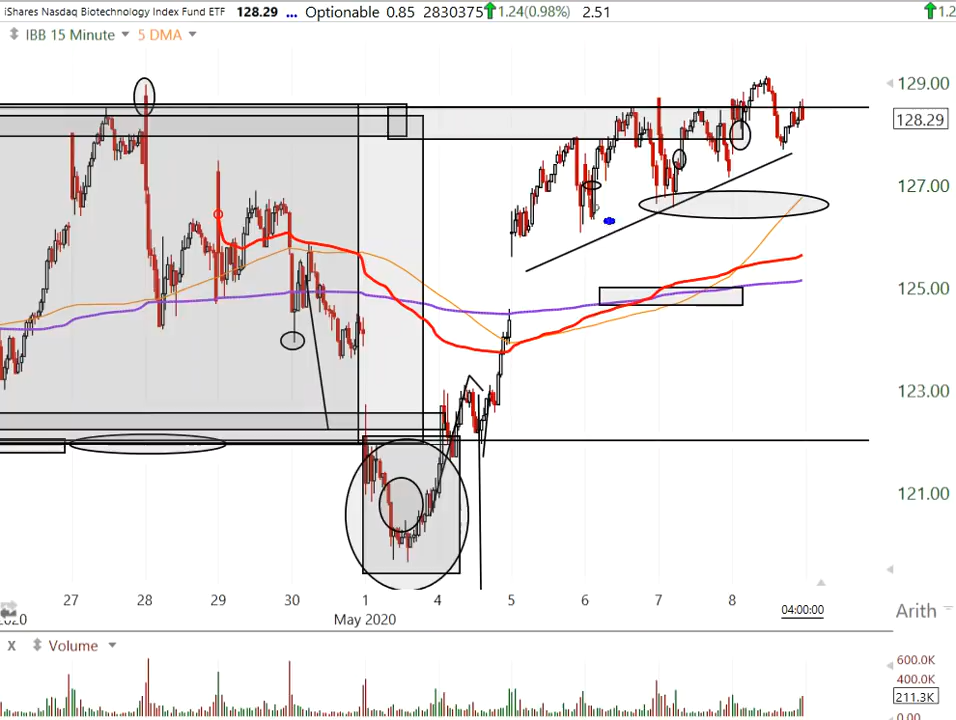 iShares Nasdaq Biotechnology Index Fund ETF 128.29 ... Optionable 0.85 2830375 1.24(0.98%) 2.51 1.2
IBB 15 Minute 5 DMA
129.00
128.29
127.00
125.00
123.00
121.00
27 28 29 30 1 4 5 6 7 8
May 2020 04:00:00 Arith
X Volume
600.0K
400.0K
211.3K
0.00